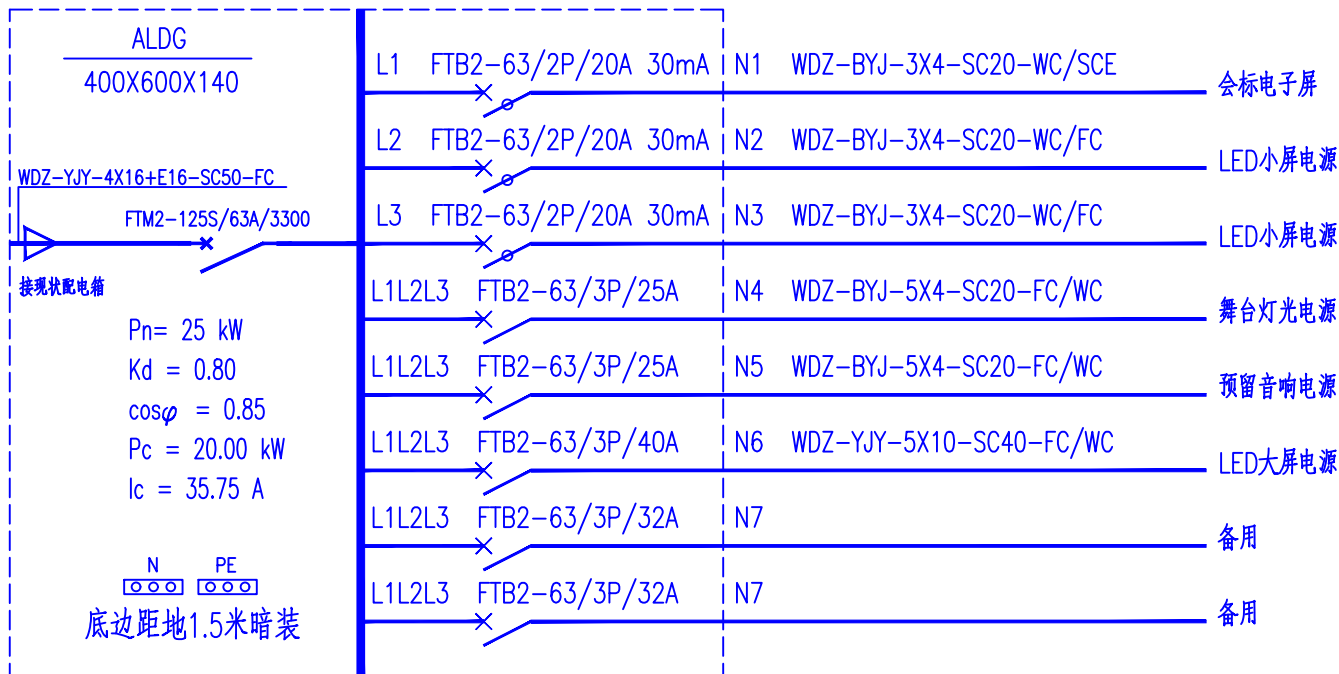 ALDG
400X600X140
WDZ-YJY-4X16+E16-SC50-FC
FTM2-125S/63A/3300
接现状配电箱
Pn= 25 kW
Kd = 0.80
cosφ = 0.85
Pc = 20.00 kW
Ic = 35.75 A
N PE
底边距地1.5米暗装
L1 FTB2-63/2P/20A 30mA N1 WDZ-BYJ-3X4-SC20-WC/SCE 会标电子屏
L2 FTB2-63/2P/20A 30mA N2 WDZ-BYJ-3X4-SC20-WC/FC LED小屏电源
L3 FTB2-63/2P/20A 30mA N3 WDZ-BYJ-3X4-SC20-WC/FC LED小屏电源
L1L2L3 FTB2-63/3P/25A N4 WDZ-BYJ-5X4-SC20-FC/WC 舞台灯光电源
L1L2L3 FTB2-63/3P/25A N5 WDZ-BYJ-5X4-SC20-FC/WC 预留音响电源
L1L2L3 FTB2-63/3P/40A N6 WDZ-YJY-5X10-SC40-FC/WC LED大屏电源
L1L2L3 FTB2-63/3P/32A N7 备用
L1L2L3 FTB2-63/3P/32A N7 备用